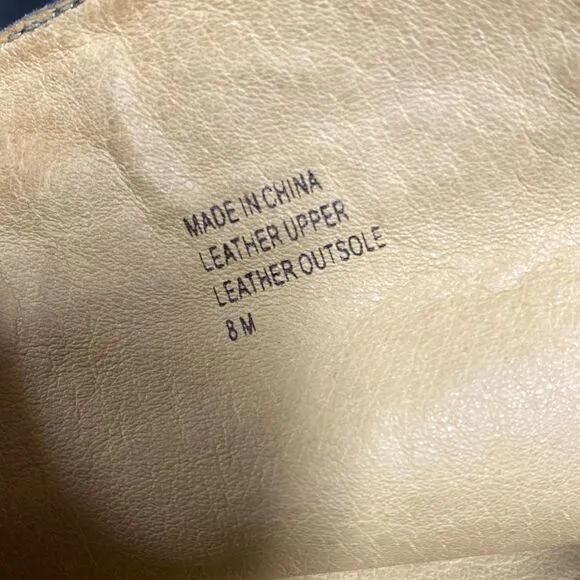 MADE IN CHINA
LEATHER UPPER
LEATHER OUTSOLE
8 M